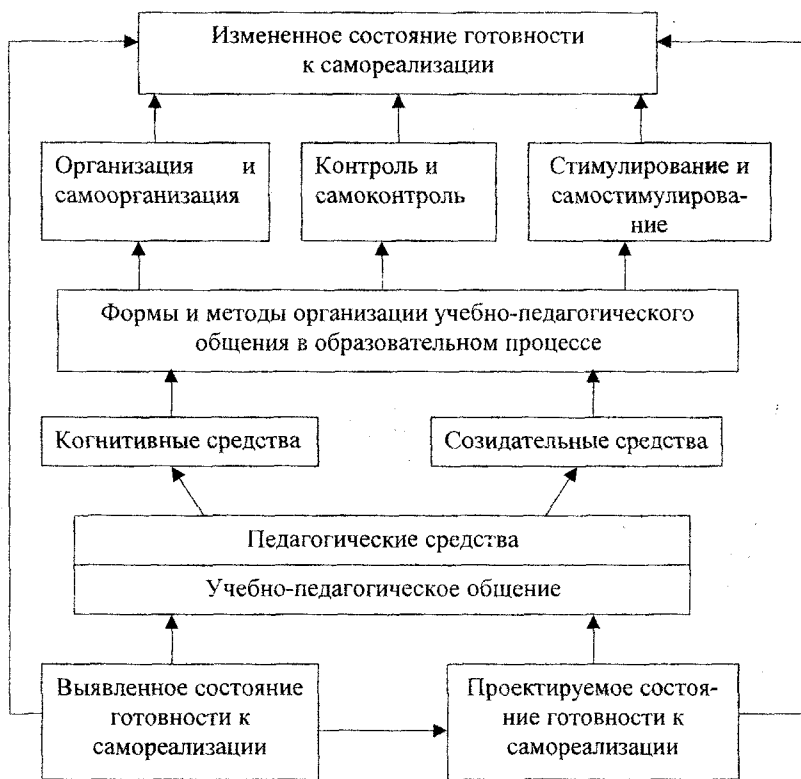 Измененное состояние готовности
к самореализации
Организация и
самоорганизация
Контроль и
самоконтроль
Стимулирование и
самостимулирова-
ние
Формы и методы организации учебно-педагогического
общения в образовательном процессе
Когнитивные средства
Созидательные средства
Педагогические средства
Учебно-педагогическое общение
Выявленное состояние
готовности к
самореализации
Проектируемое состоя-
ние готовности к
самореализации